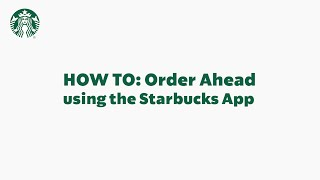 HOW TO: Order Ahead
using the Starbucks App